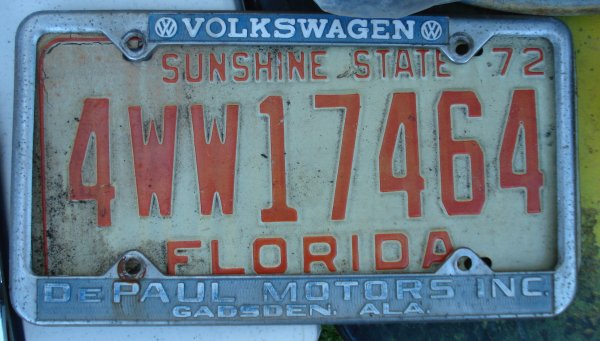 VOLKSWAGEN
SUNSHINE STATE 72
4WW17464
FLORIDA
DEPAUL MOTORS INC.
GADSDEN, ALA.